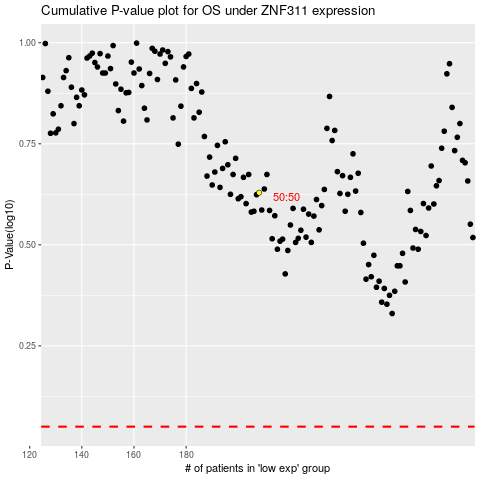 Cumulative P-value plot for OS under ZNF311 expression
P-Value(log10)
1.00
0.75
0.50
0.25
50:50
120 140 160 180
# of patients in 'low exp' group